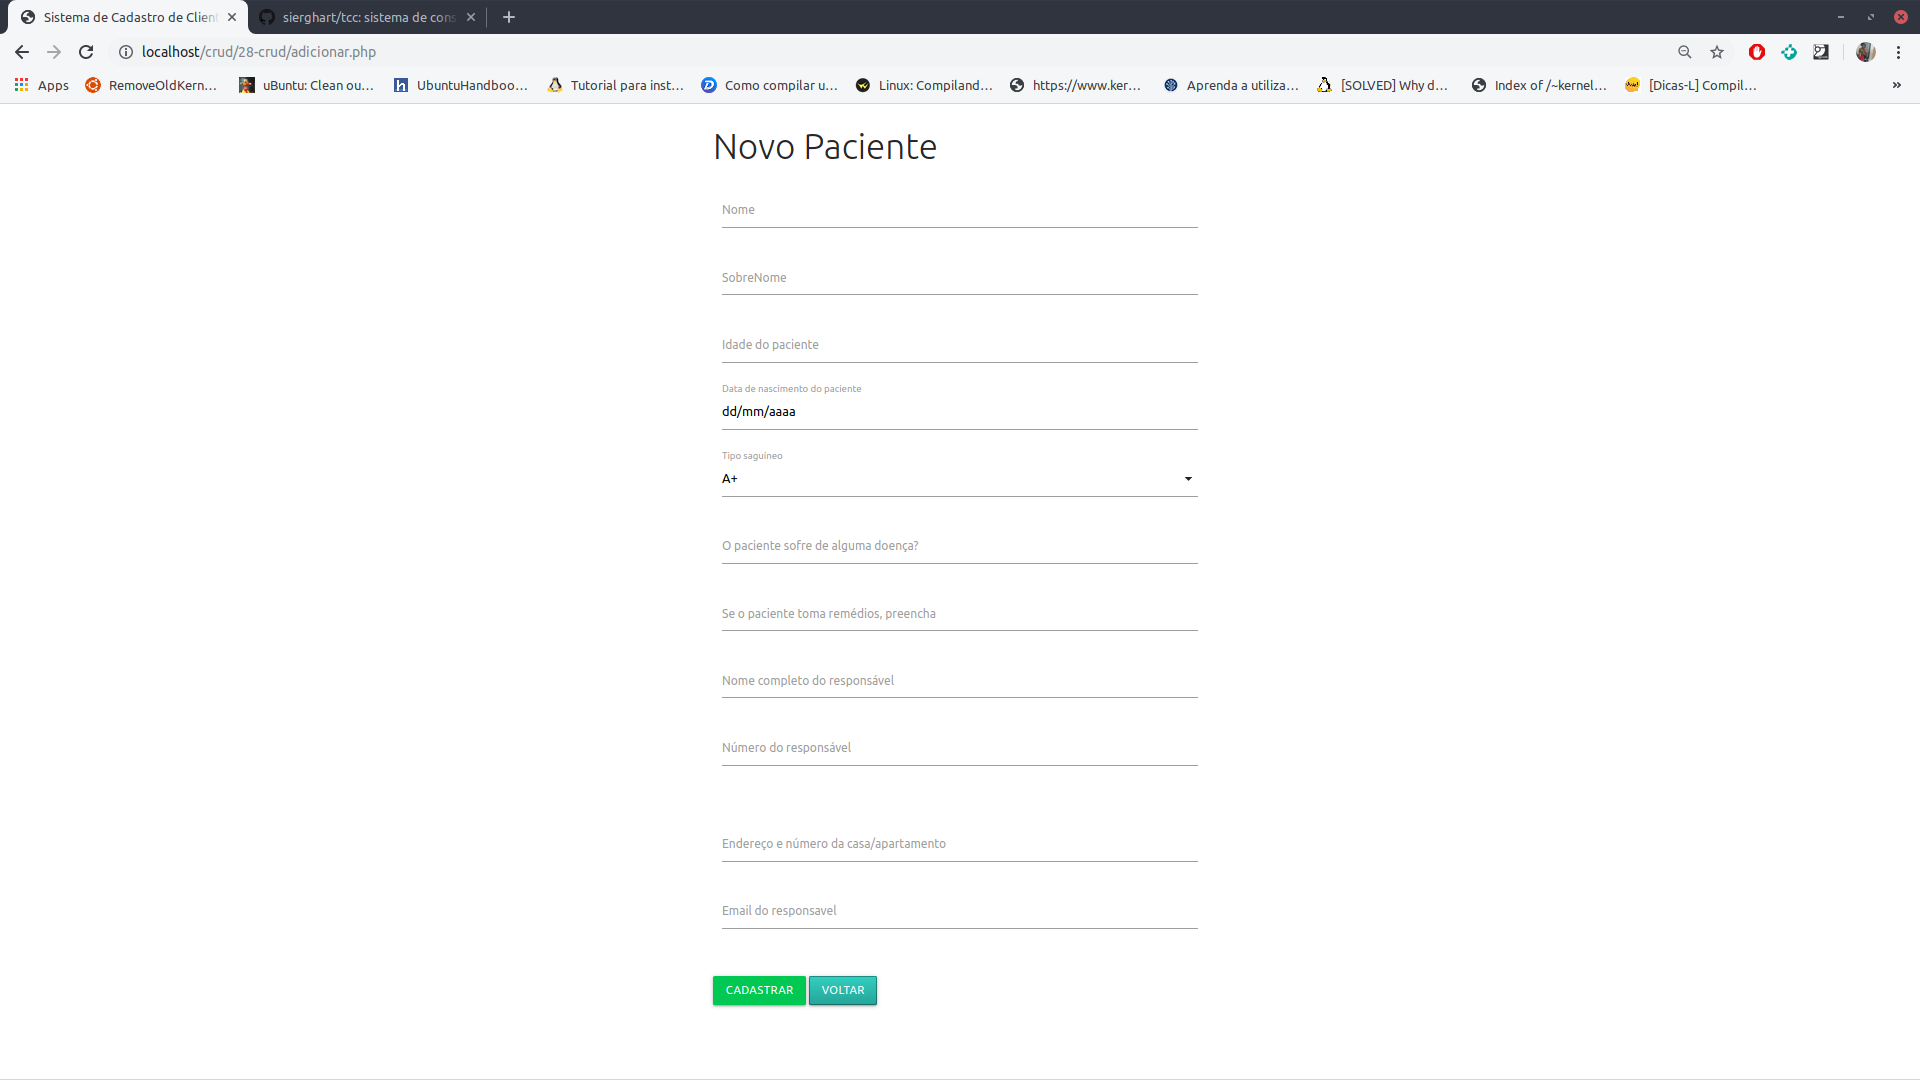 Sistema de Cadastro de Clien
sierghart/tcc: sistema de cons
localhost/crud/28-crud/adicionar.php
Apps RemoveOldKern... uBuntu: Clean ou... UbuntuHandboo... Tutorial para inst... Como compilar u... Linux: Compiland... https://www.ker... Aprenda a utiliza... [SOLVED] Why d... Index of /~kernel... [Dicas-L] Compil... »
Novo Paciente
Nome
SobreNome
Idade do paciente
Data de nascimento do paciente
dd/mm/aaaa
Tipo saguíneo
A+
O paciente sofre de alguma doença?
Se o paciente toma remédios, preencha
Nome completo do responsável
Número do responsável
Endereço e número da casa/apartamento
Email do responsavel
CADASTRAR VOLTAR